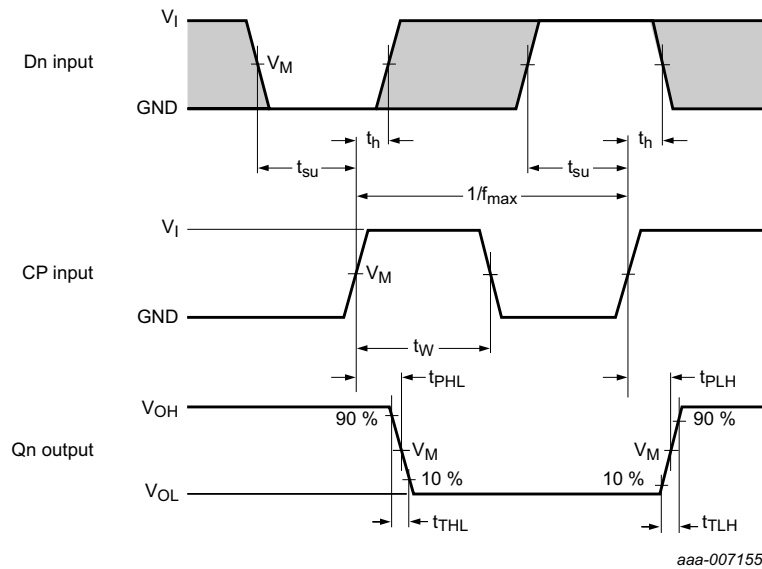 V_I
Dn input
V_M
GND
t_h
t_h
t_su
t_su
1/f_max
V_I
CP input
V_M
GND
t_W
t_PHL
t_PLH
V_OH
90 %
90 %
Qn output
V_M
V_M
10 %
10 %
V_OL
t_THL
t_TLH
aaa-007155